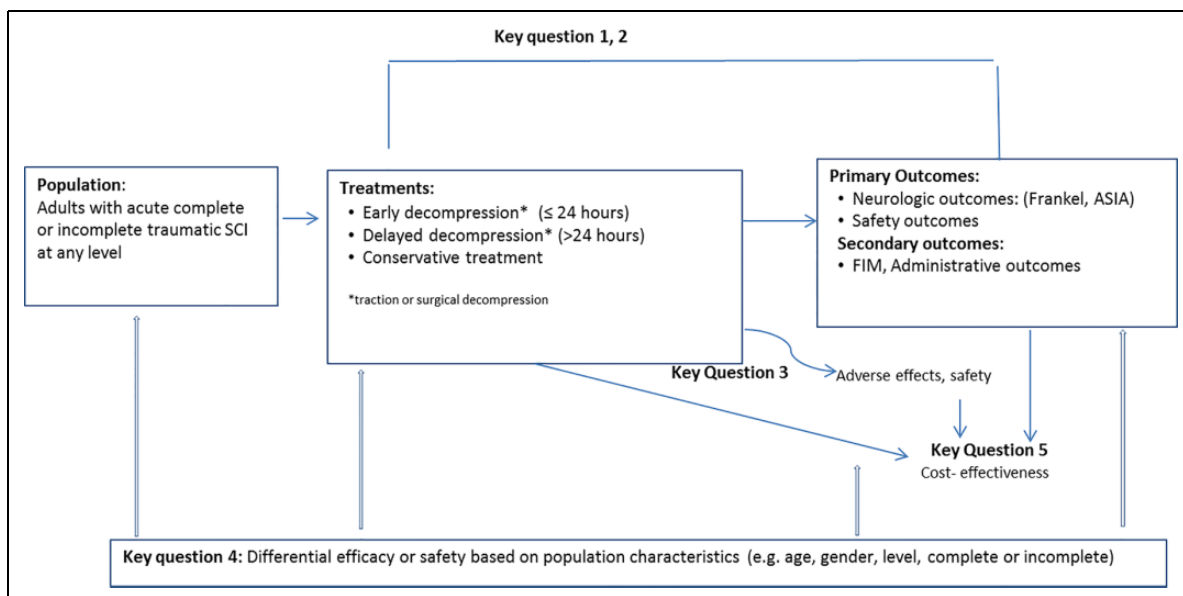 Key question 1, 2
Population:
Adults with acute complete
or incomplete traumatic SCI
at any level
Treatments:
• Early decompression* (≤ 24 hours)
• Delayed decompression* (>24 hours)
• Conservative treatment
*traction or surgical decompression
Primary Outcomes:
• Neurologic outcomes: (Frankel, ASIA)
• Safety outcomes
Secondary outcomes:
• FIM, Administrative outcomes
Key Question 3
Adverse effects, safety
Key Question 5
Cost- effectiveness
Key question 4: Differential efficacy or safety based on population characteristics (e.g. age, gender, level, complete or incomplete)